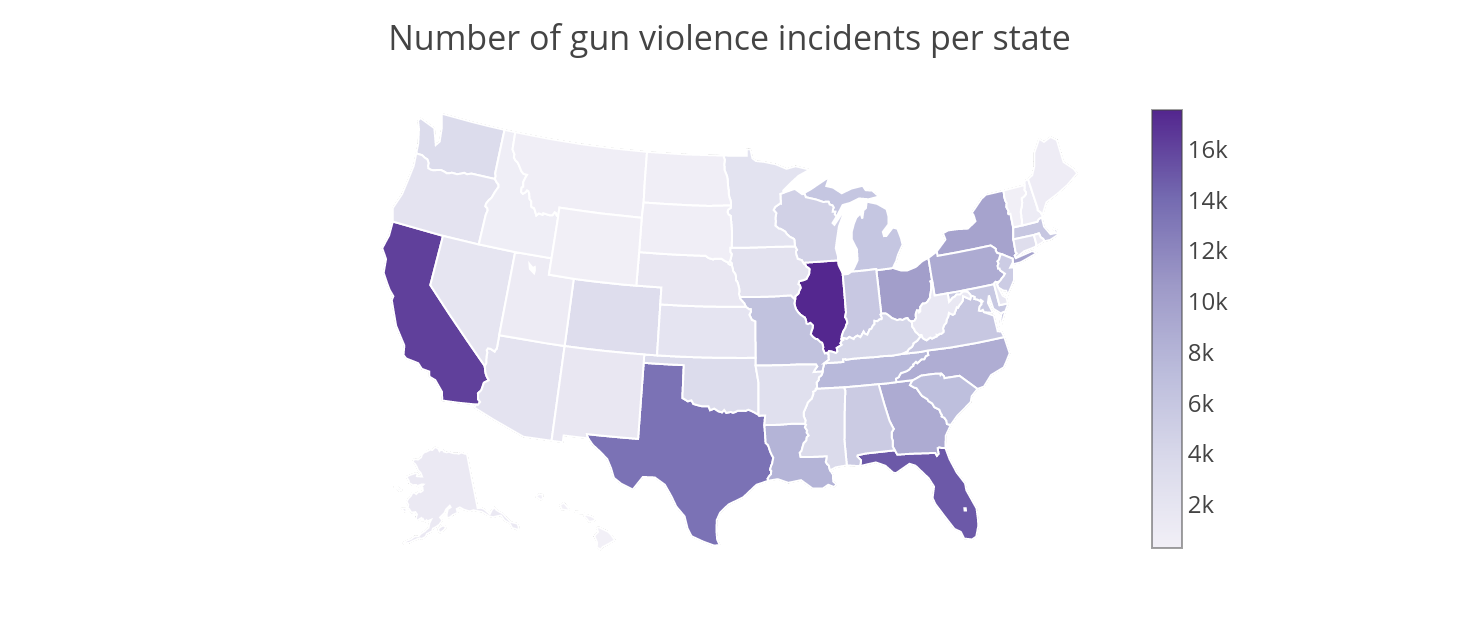 Number of gun violence incidents per state
16k
14k
12k
10k
8k
6k
4k
2k